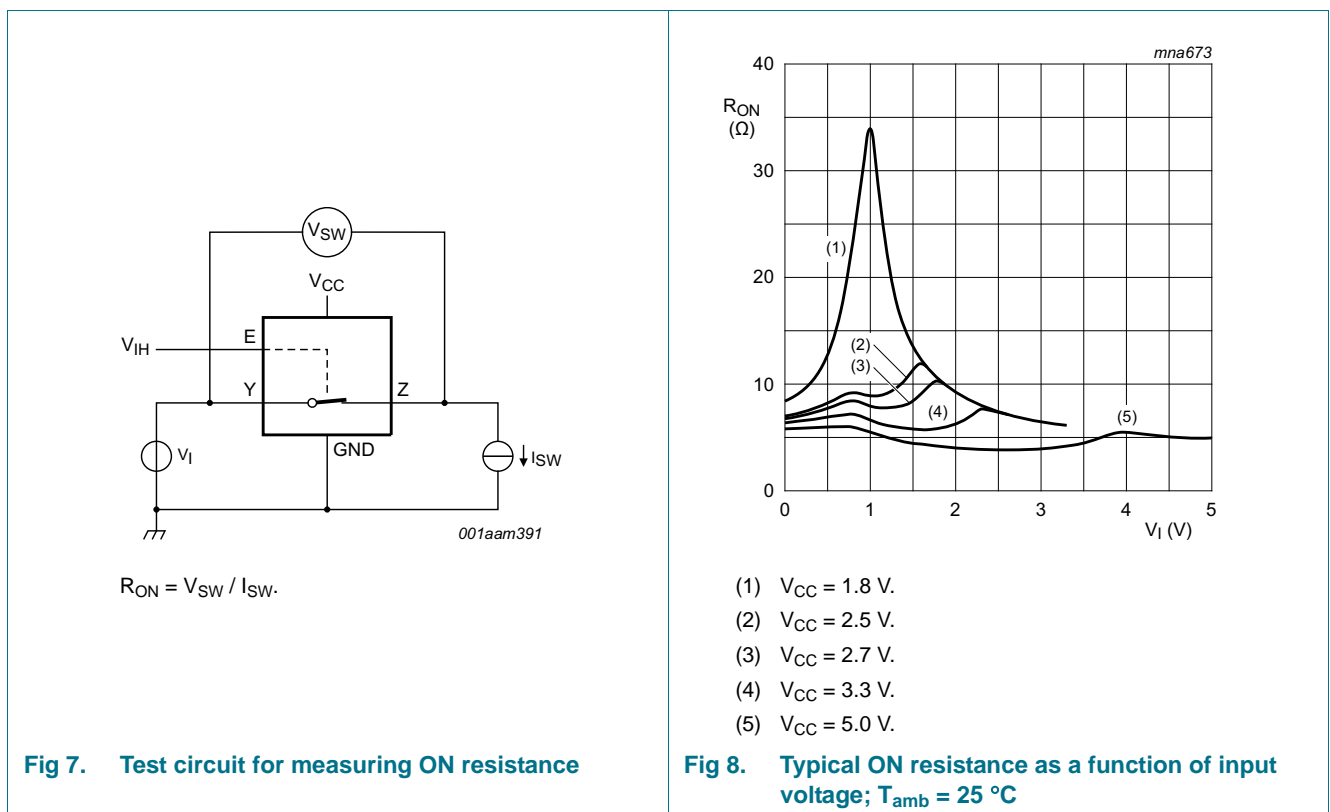 V_SW
V_CC
E
V_IH
Y
Z
GND
V_I
I_SW
001aam391
R_ON = V_SW / I_SW.
Fig 7. Test circuit for measuring ON resistance
mna673
40
R_ON
(Ω)
30
(1)
20
(2)
(3)
10
(4)
(5)
0
0 1 2 3 4 5
V_I (V)
(1) V_CC = 1.8 V.
(2) V_CC = 2.5 V.
(3) V_CC = 2.7 V.
(4) V_CC = 3.3 V.
(5) V_CC = 5.0 V.
Fig 8. Typical ON resistance as a function of input
voltage; T_amb = 25 °C